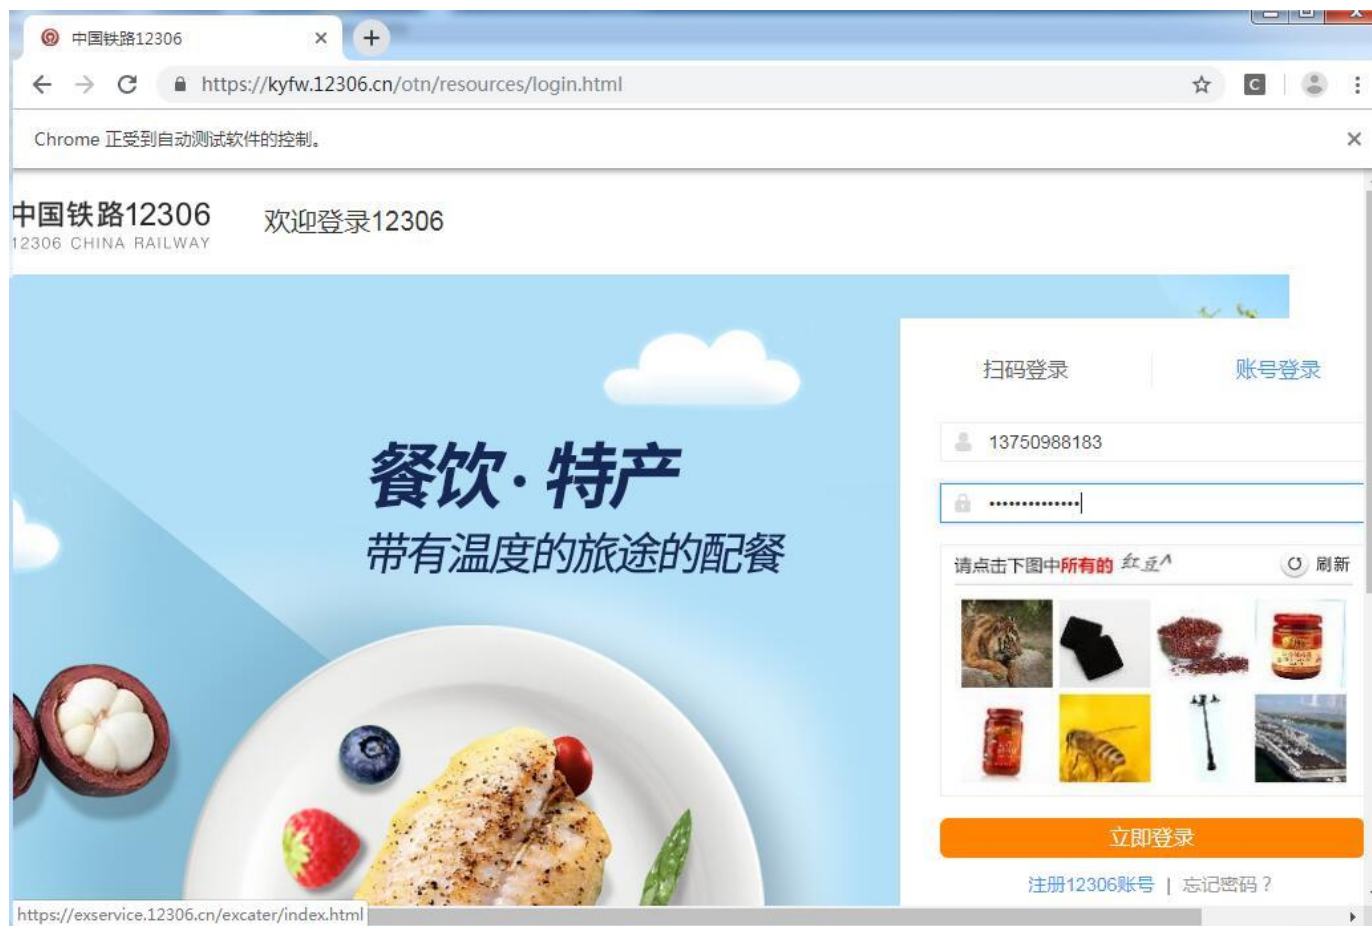 中国铁路12306
https://kyfw.12306.cn/otn/resources/login.html
Chrome 正受到自动测试软件的控制。
中国铁路12306
12306 CHINA RAILWAY
欢迎登录12306
餐饮·特产
带有温度的旅途的配餐
扫码登录
账号登录
13750988183
请点击下图中所有的 红豆
刷新
立即登录
注册12306账号 | 忘记密码？
https://exservice.12306.cn/excater/index.html